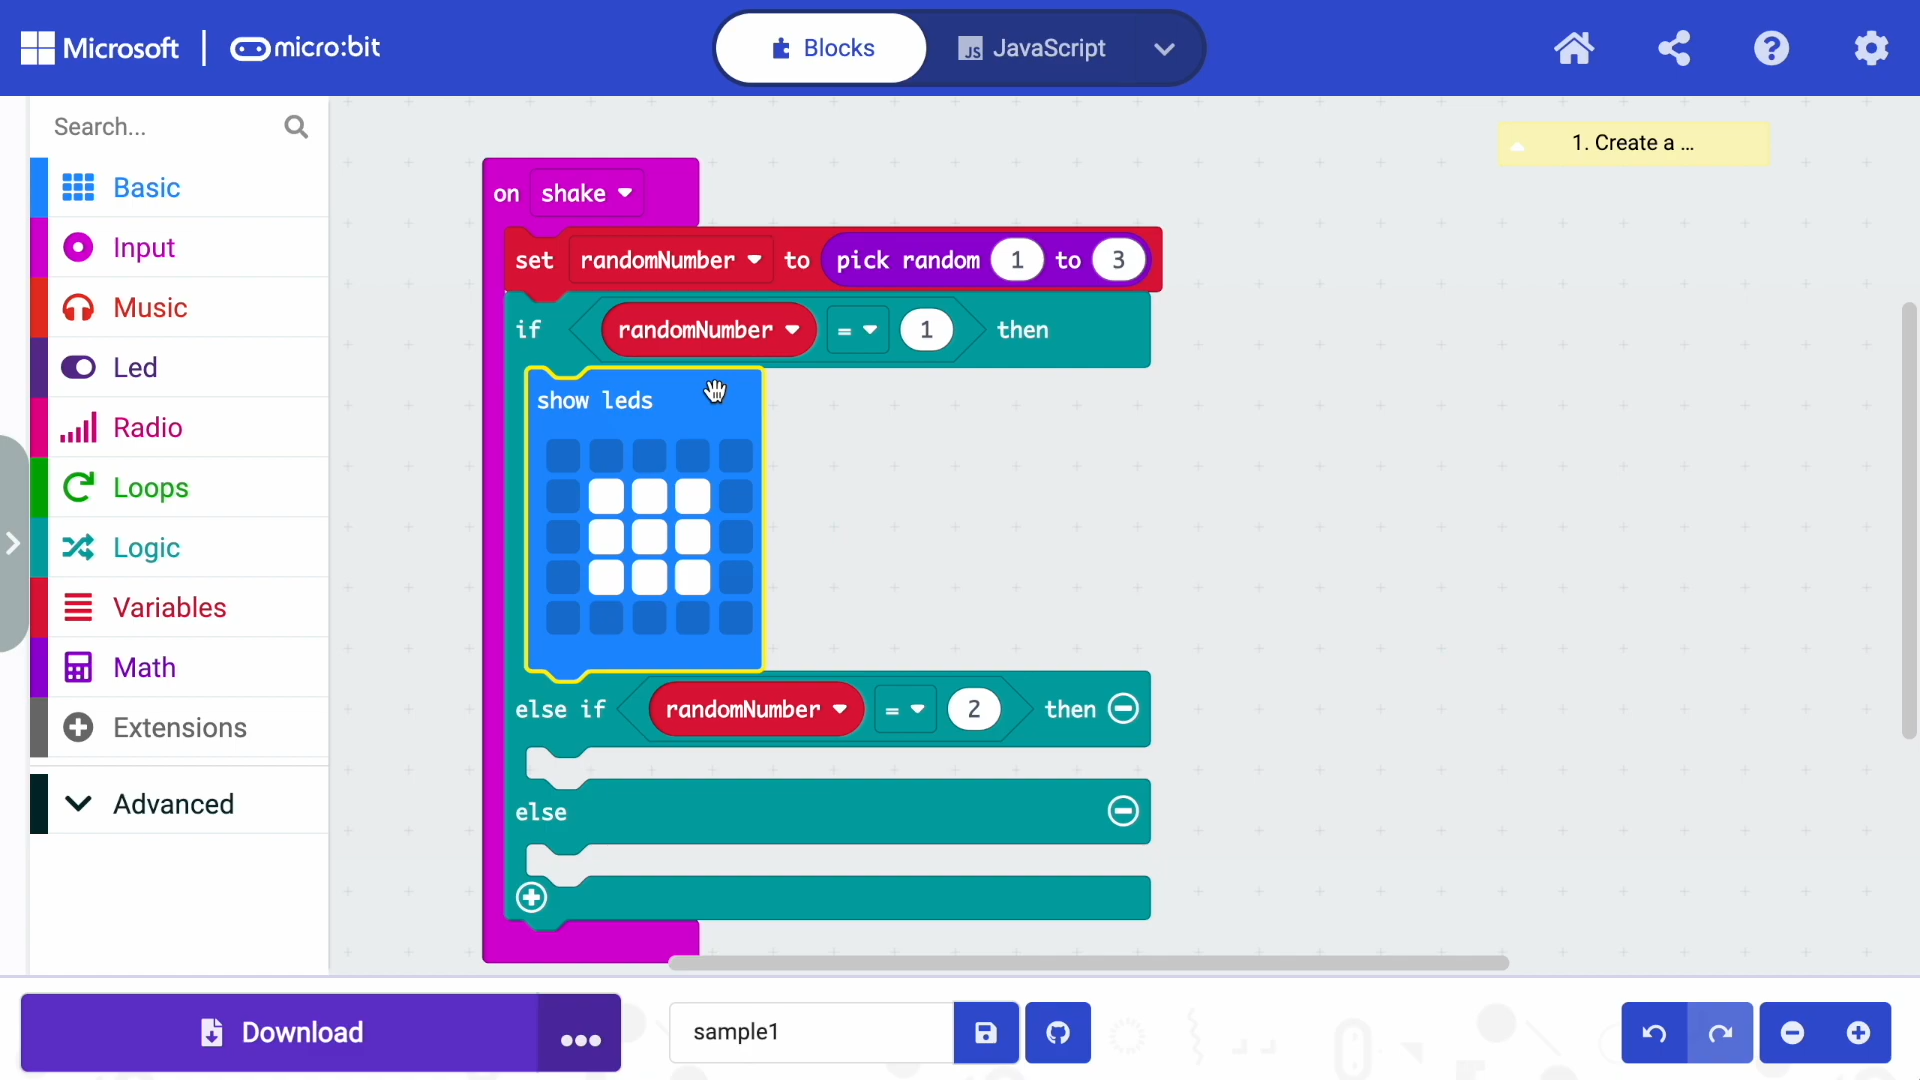 Microsoft | micro:bit
Blocks
JS JavaScript
Search...
Basic
Input
Music
Led
Radio
Loops
Logic
Variables
Math
Extensions
Advanced
1. Create a ...
on shake
set randomNumber to pick random 1 to 3
if randomNumber = 1 then
show leds
else if randomNumber = 2 then
else
Download
sample1